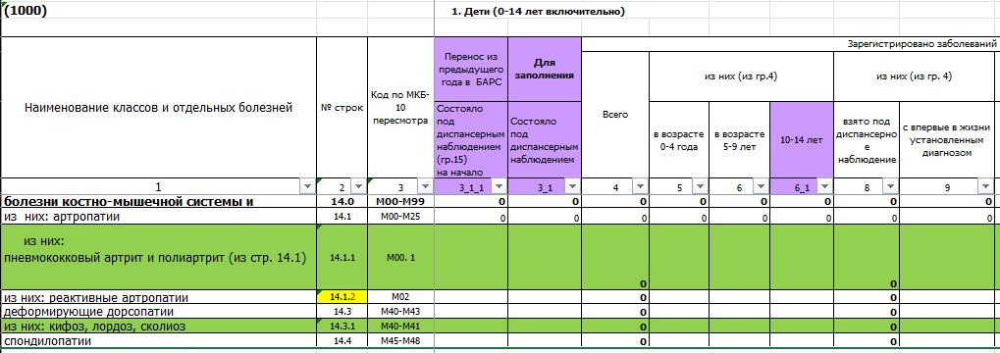 (1000)
1. Дети (0-14 лет включительно)
Наименование классов и отдельных болезней
№ строк
Код по МКБ-
10
пересмотра
Перенос из
предыдущего
года в БАРС
Для
заполнения
Зарегистрировано заболеваний
Состояло
под
диспансерным
наблюдением
(гр.15)
на начало
Состояло
под
диспансерным
наблюдением
Всего
из них (из гр.4)
из них (из гр. 4)
в возрасте
0-4 года
в возрасте
5-9 лет
10-14 лет
взято под
диспансерно
е
наблюдение
с впервые в жизни
установленным
диагнозом
1 2 3 3_1_1 3_1 4 5 6 6_1 8 9
болезни костно-мышечной системы и 14.0 M00-M99 0 0 0 0 0 0 0 0
из них: артропатии 14.1 M00-M25 0 0 0 0 0 0 0 0
из них:
пневмококковый артрит и полиартрит (из стр. 14.1) 14.1.1 M00. 1 0 0
из них: реактивные артропатии 14.1.2 M02 0 0
деформирующие дорсопатии 14.3 M40-M43 0 0
из них: кифоз, лордоз, сколиоз 14.3.1 M40-M41 0 0
спондилопатии 14.4 M45-M48 0 0